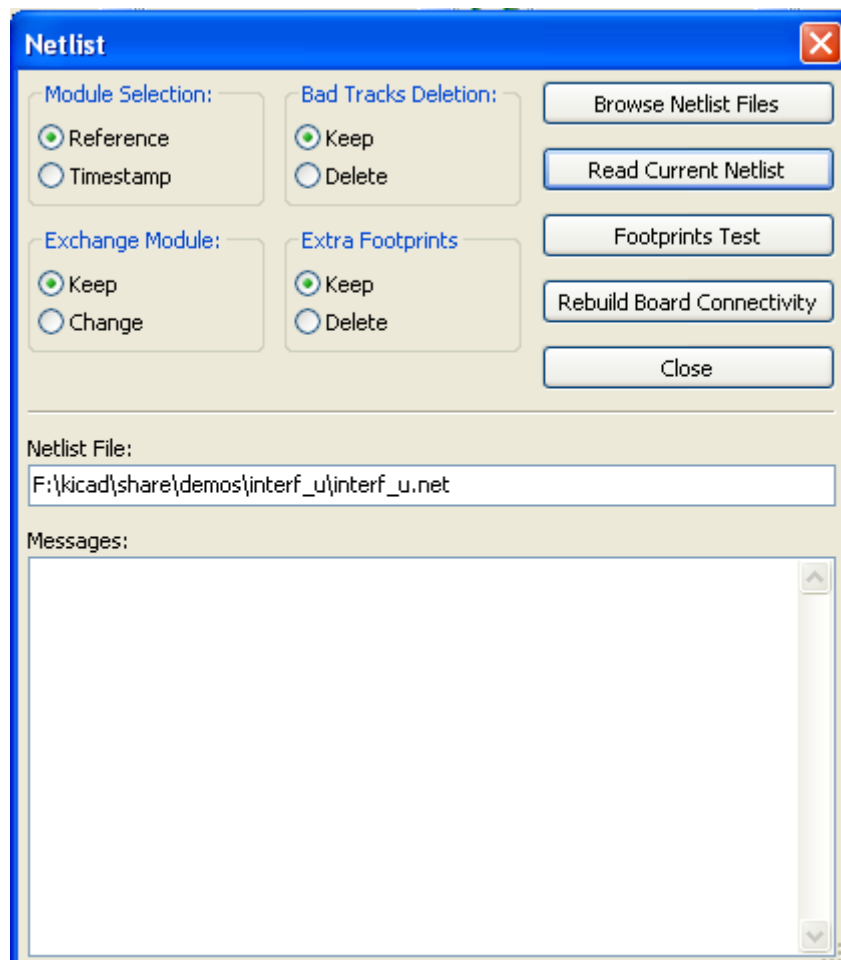 Netlist
Module Selection:
Reference
Timestamp
Bad Tracks Deletion:
Keep
Delete
Exchange Module:
Keep
Change
Extra Footprints
Keep
Delete
Browse Netlist Files
Read Current Netlist
Footprints Test
Rebuild Board Connectivity
Close
Netlist File:
F:\kicad\share\demos\interf_u\interf_u.net
Messages: